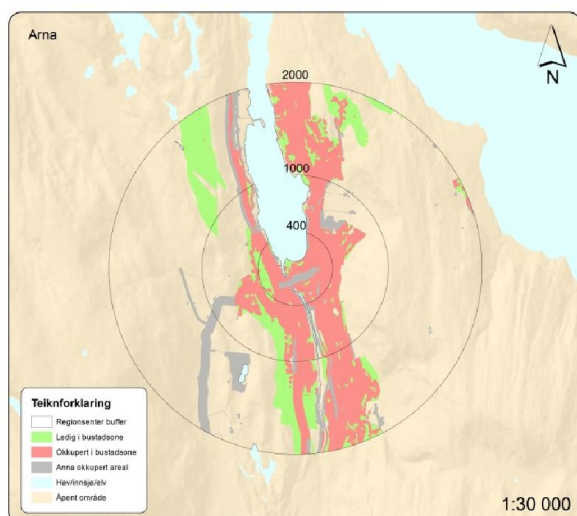 Arna
N
2000
1000
400
Teiknforklaring
Regionsenter buffer
Ledig i bustadsone
Okkupert i bustadsone
Anna okkupert areal
Hav/innsjø/elv
Åpent område
1:30 000